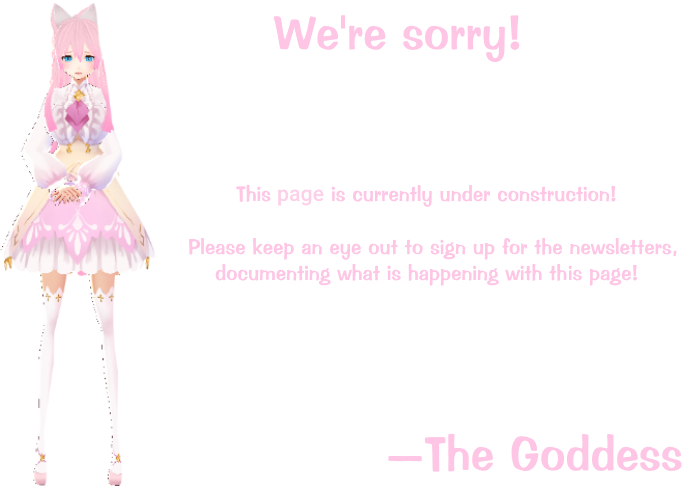 We're sorry!
This page is currently under construction!
Please keep an eye out to sign up for the newsletters,
documenting what is happening with this page!
—The Goddess